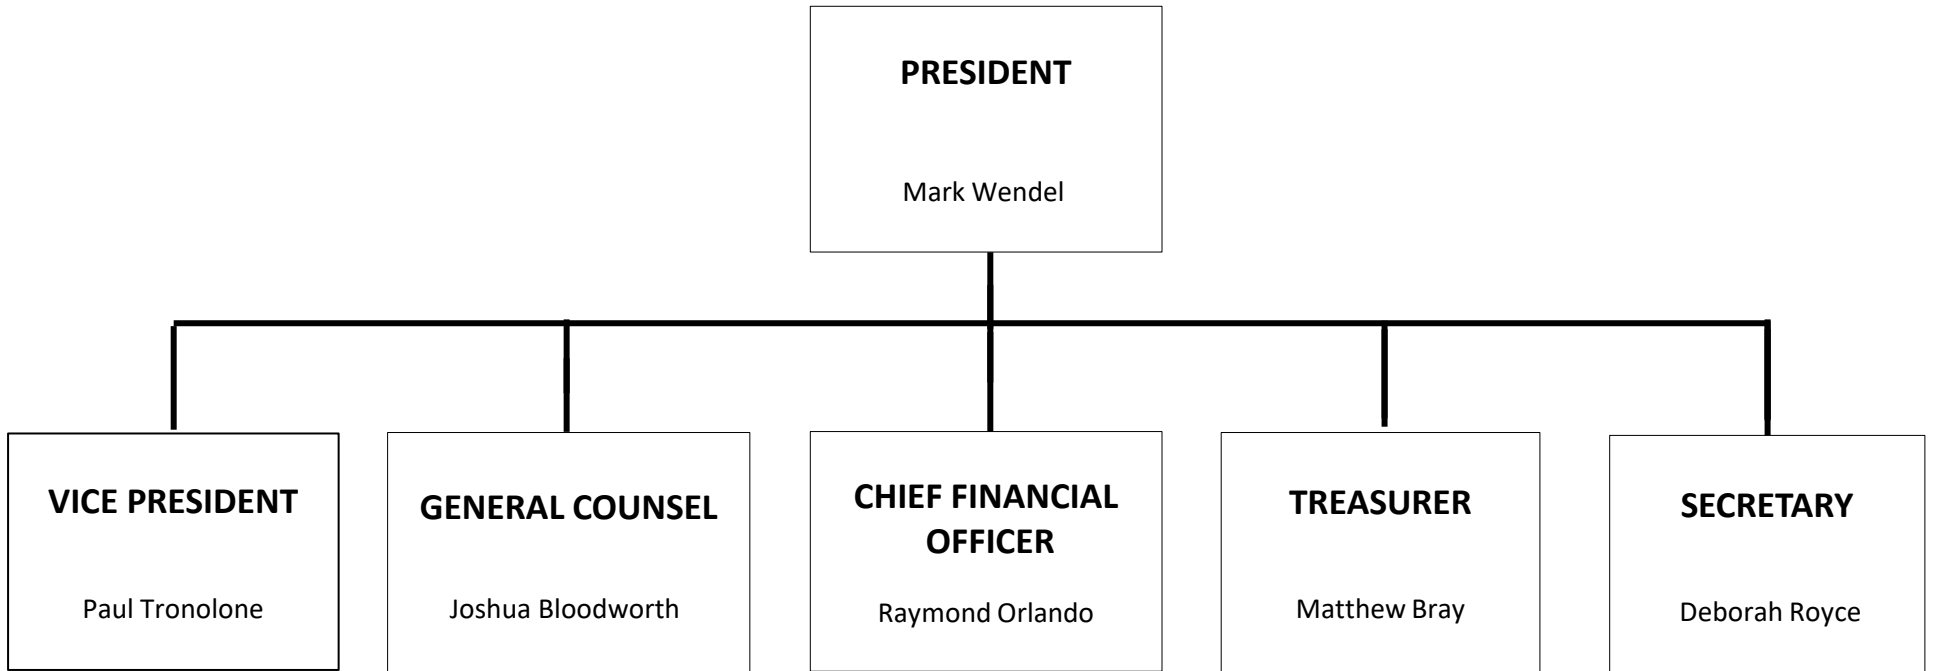 PRESIDENT
Mark Wendel
VICE PRESIDENT
Paul Tronolone
GENERAL COUNSEL
Joshua Bloodworth
CHIEF FINANCIAL
OFFICER
Raymond Orlando
TREASURER
Matthew Bray
SECRETARY
Deborah Royce